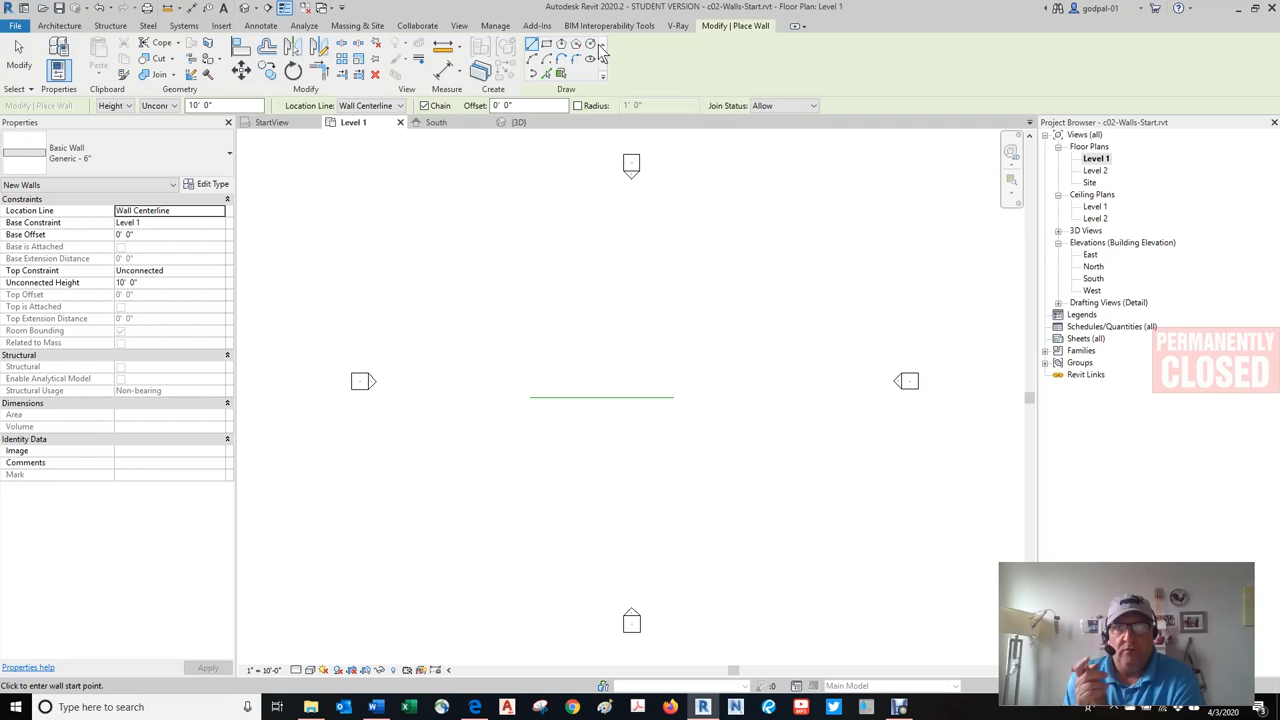 Autodesk Revit 2020.2 - STUDENT VERSION - c02-Walls-Start.rvt - Floor Plan: Level 1
godpal-01
File Architecture Structure Steel Systems Insert Annotate Analyze Massing & Site Collaborate View Manage Add-Ins BIM Interoperability Tools V-Ray Modify | Place Wall
Modify Paste Cope Cut Join
Select Properties Clipboard Geometry Modify View Measure Create Draw
Modify | Place Wall Height Uncon 10' 0" Location Line: Wall Centerline Chain Offset: 0' 0" Radius: 1' 0" Join Status: Allow
Properties
StartView Level 1 South {3D}
Project Browser - c02-Walls-Start.rvt
Basic Wall
Generic - 6"
New Walls Edit Type
Constraints
Location Line Wall Centerline
Base Constraint Level 1
Base Offset 0' 0"
Base is Attached
Base Extension Distance 0' 0"
Top Constraint Unconnected
Unconnected Height 10' 0"
Top Offset 0' 0"
Top is Attached
Top Extension Distance 0' 0"
Room Bounding
Related to Mass
Structural
Structural
Enable Analytical Model
Structural Usage Non-bearing
Dimensions
Area
Volume
Identity Data
Image
Comments
Mark
Views (all)
Floor Plans
Level 1
Level 2
Site
Ceiling Plans
Level 1
Level 2
3D Views
Elevations (Building Elevation)
East
North
South
West
Drafting Views (Detail)
Legends
Schedules/Quantities (all)
Sheets (all)
Families
Groups
Revit Links
PERMANENTLY
CLOSED
Properties help Apply
1" = 10'-0"
Click to enter wall start point.
:0 Main Model
Type here to search
4/3/2020